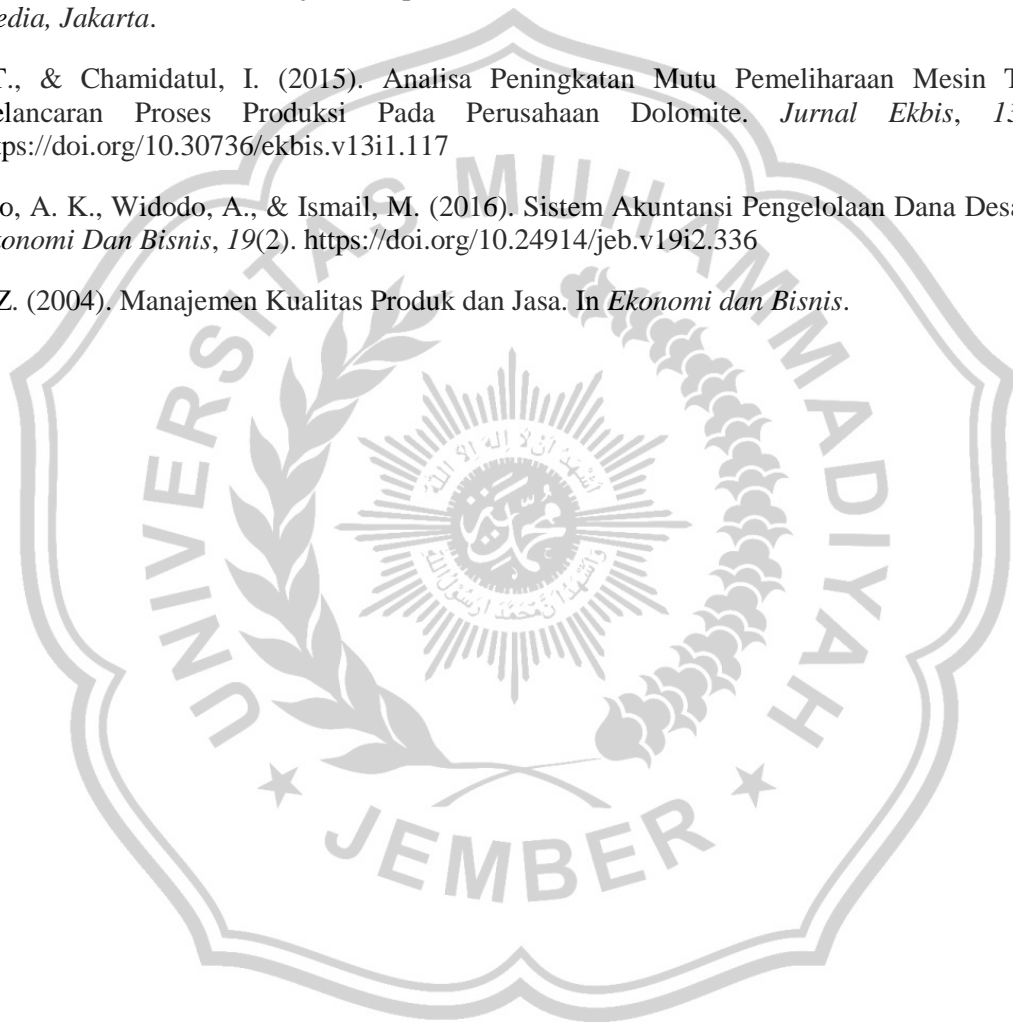 edia, Jakarta.
T., & Chamidatul, I. (2015). Analisa Peningkatan Mutu Pemeliharaan Mesin T
elancaran Proses Produksi Pada Perusahaan Dolomite. Jurnal Ekbis, 13
tps://doi.org/10.30736/ekbis.v13i1.117
o, A. K., Widodo, A., & Ismail, M. (2016). Sistem Akuntansi Pengelolaan Dana Desa
onomi Dan Bisnis, 19(2). https://doi.org/10.24914/jeb.v19i2.336
Z. (2004). Manajemen Kualitas Produk dan Jasa. In Ekonomi dan Bisnis.
UNIVERSITAS MUHAMMADIYAH
JEMBER